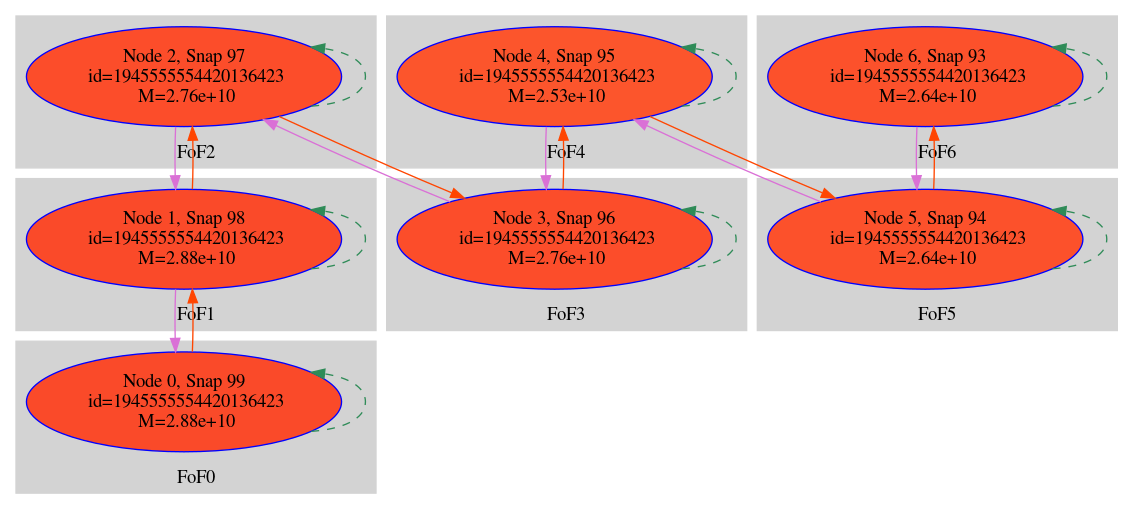 Node 2, Snap 97
id=1945555554420136423
M=2.76e+10
FoF2
Node 4, Snap 95
id=1945555554420136423
M=2.53e+10
FoF4
Node 6, Snap 93
id=1945555554420136423
M=2.64e+10
FoF6
Node 1, Snap 98
id=1945555554420136423
M=2.88e+10
FoF1
Node 3, Snap 96
id=1945555554420136423
M=2.76e+10
FoF3
Node 5, Snap 94
id=1945555554420136423
M=2.64e+10
FoF5
Node 0, Snap 99
id=1945555554420136423
M=2.88e+10
FoF0